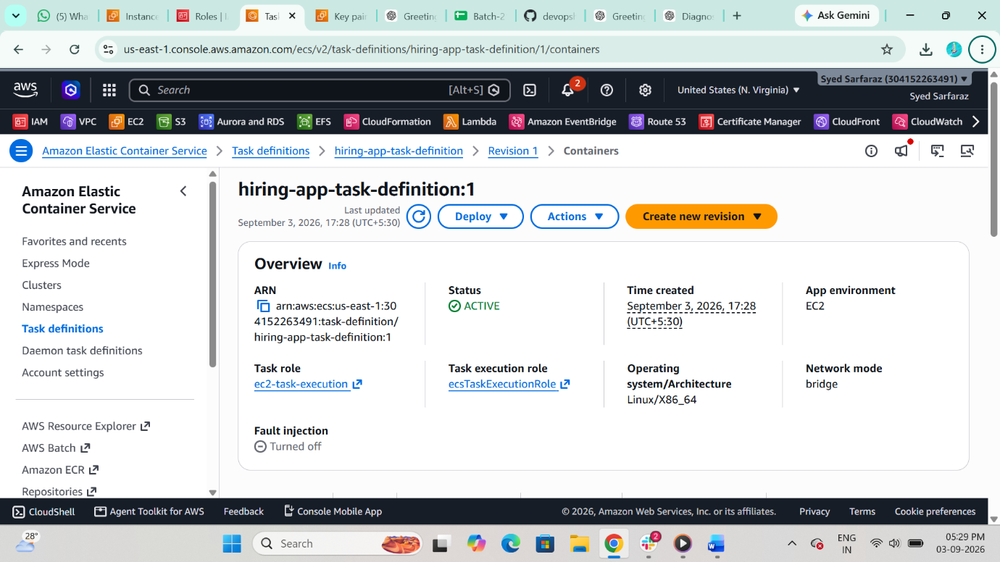 (5) Wha
Instance
Roles | I
Tas
Key pair
Greeting
Batch-2
devopsh
Greeting
Diagnos
Ask Gemini
us-east-1.console.aws.amazon.com/ecs/v2/task-definitions/hiring-app-task-definition/1/containers
aws
Search
[Alt+S]
2
United States (N. Virginia)
Syed Sarfaraz (304152263491)
Syed Sarfaraz
IAM
VPC
EC2
S3
Aurora and RDS
EFS
CloudFormation
Lambda
Amazon EventBridge
Route 53
Certificate Manager
CloudFront
CloudWatch
Amazon Elastic Container Service
Task definitions
hiring-app-task-definition
Revision 1
Containers
Amazon Elastic
Container Service
Favorites and recents
Express Mode
Clusters
Namespaces
Task definitions
Daemon task definitions
Account settings
AWS Resource Explorer
AWS Batch
Amazon ECR
Repositories
hiring-app-task-definition:1
Last updated
September 3, 2026, 17:28 (UTC+5:30)
Deploy
Actions
Create new revision
Overview
Info
ARN
arn:aws:ecs:us-east-1:30
4152263491:task-definition/
hiring-app-task-definition:1
Status
ACTIVE
Time created
September 3, 2026, 17:28
(UTC+5:30)
App environment
EC2
Task role
ec2-task-execution
Task execution role
ecsTaskExecutionRole
Operating
system/Architecture
Linux/X86_64
Network mode
bridge
Fault injection
Turned off
CloudShell
Agent Toolkit for AWS
Feedback
Console Mobile App
© 2026, Amazon Web Services, Inc. or its affiliates.
Privacy
Terms
Cookie preferences
28°
Search
2
ENG
IN
05:29 PM
03-09-2026